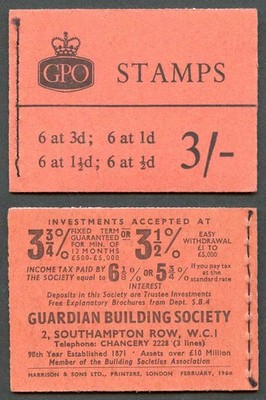 GPO STAMPS
6 at 3d; 6 at 1d
6 at 1½d; 6 at ½d
3/-
INVESTMENTS ACCEPTED AT
3¾% FIXED TERM GUARANTEED FOR MIN. OF 12 MONTHS £500-£5,000 OR 3½% EASY WITHDRAWAL £1 TO £5,000
INCOME TAX PAID BY THE SOCIETY equal to 6⅛% OR 5¾% if you pay tax at the standard rate
INTEREST
Deposits in this Society are Trustee Investments
Free Explanatory Brochures from Dept. S.B.4
GUARDIAN BUILDING SOCIETY
2, SOUTHAMPTON ROW, W.C.1
Telephone: CHANCERY 2228 (3 lines)
90th Year Established 1871 · Assets over £10 Million
Member of the Building Societies Association
HARRISON & SONS LTD., PRINTERS, LONDON FEBRUARY, 1960